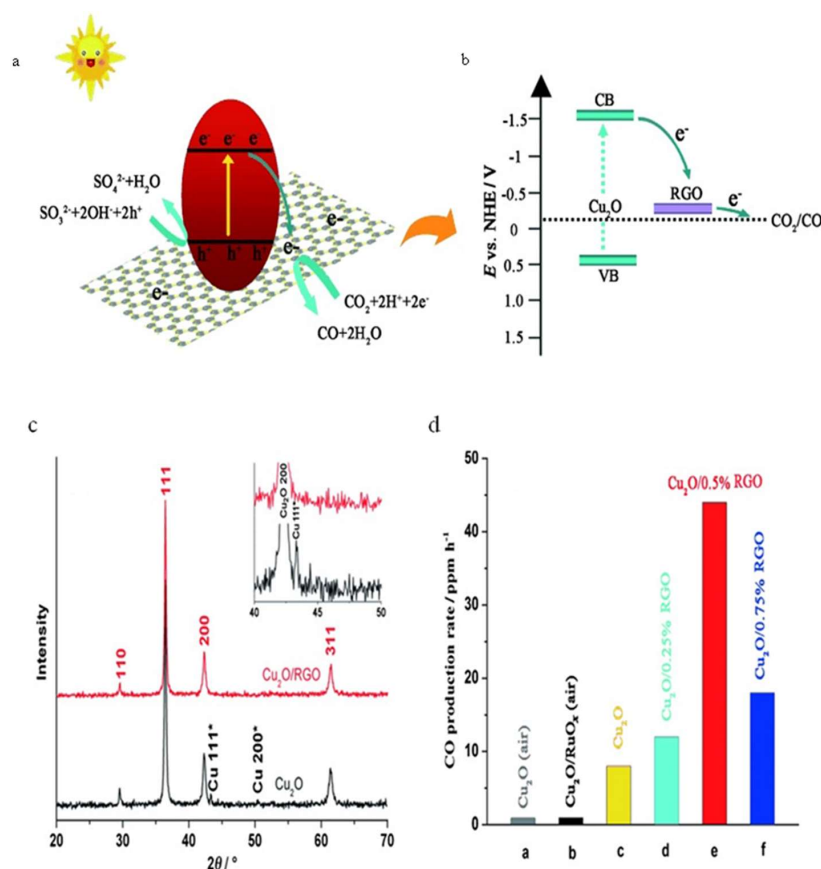 a
e⁻ e⁻ e⁻
SO₄²⁻+H₂O
SO₃²⁻+2OH⁻+2h⁺
h⁺ h⁺ h⁺
e-
e-
e-
CO₂+2H⁺+2e⁻
CO+2H₂O
b
E vs. NHE / V
-1.5
-1
-0.5
0
0.5
1.0
1.5
CB
e⁻
RGO
e⁻
Cu₂O
CO₂/CO
VB
c
Intensity
110
111
200
311
Cu₂O/RGO
Cu 111*
Cu 200*
Cu₂O
Cu₂O 200
Cu 111*
40 45 50
20 30 40 50 60 70
2θ / °
d
CO production rate / ppm h⁻¹
50
40
30
20
10
0
Cu₂O (air)
Cu₂O/RuOₓ (air)
Cu₂O
Cu₂O/0.25% RGO
Cu₂O/0.5% RGO
Cu₂O/0.75% RGO
a b c d e f